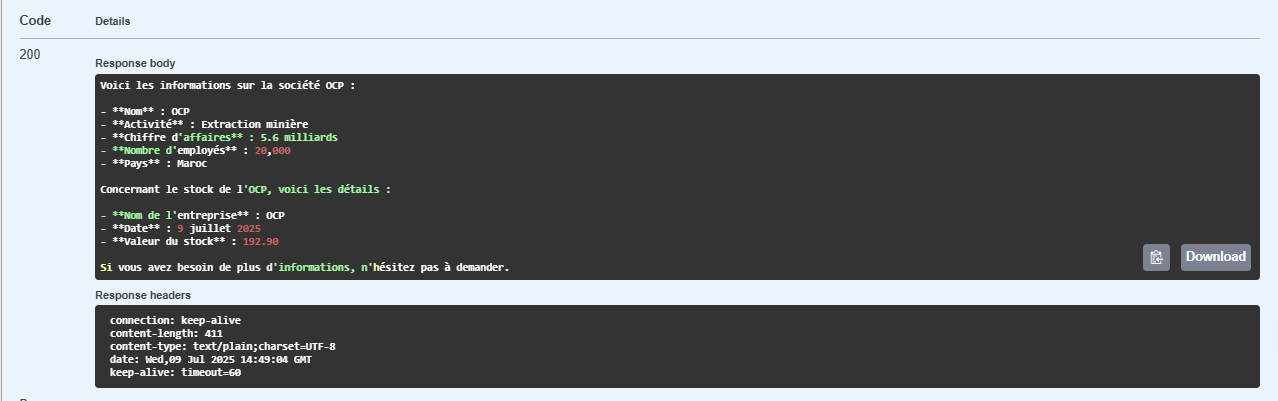 Code Details
200
Response body
Voici les informations sur la société OCP :
- **Nom** : OCP
- **Activité** : Extraction minière
- **Chiffre d'affaires** : 5.6 milliards
- **Nombre d'employés** : 20,000
- **Pays** : Maroc
Concernant le stock de l'OCP, voici les détails :
- **Nom de l'entreprise** : OCP
- **Date** : 9 juillet 2025
- **Valeur du stock** : 192.90
Si vous avez besoin de plus d'informations, n'hésitez pas à demander.
Download
Response headers
connection: keep-alive
content-length: 411
content-type: text/plain;charset=UTF-8
date: Wed,09 Jul 2025 14:49:04 GMT
keep-alive: timeout=60